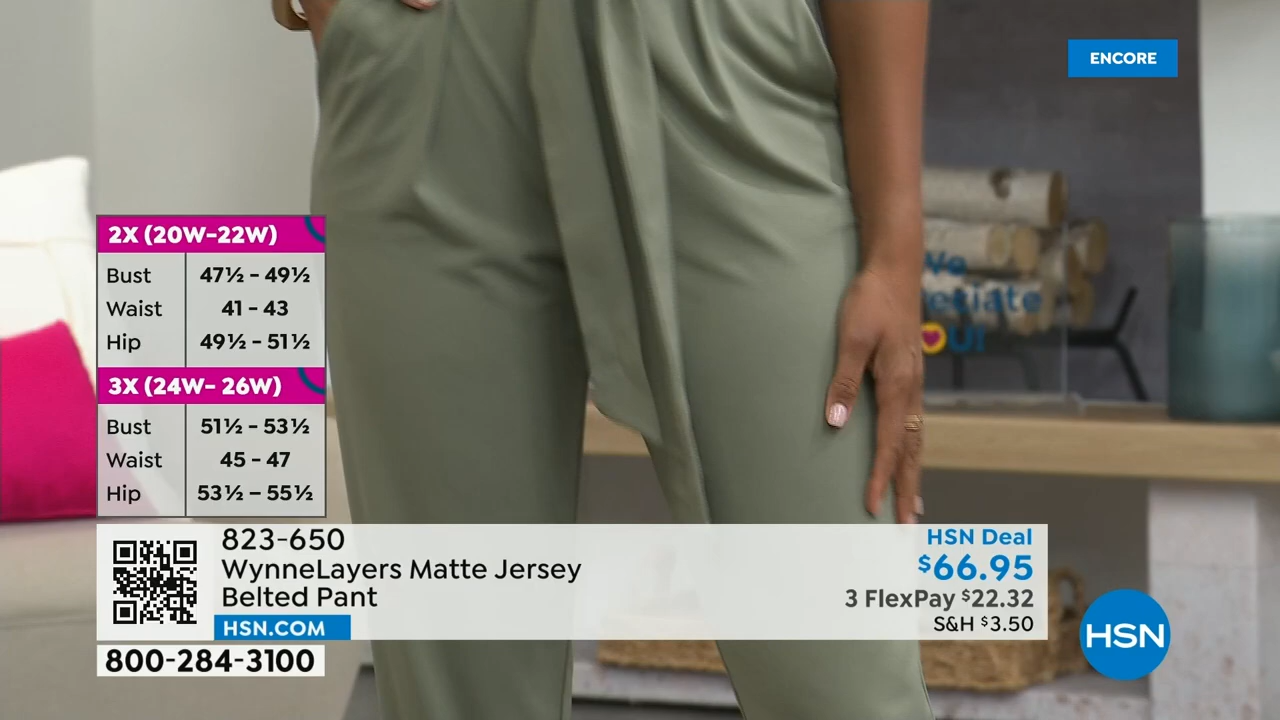 ENCORE
2X (20W-22W)
Bust 47½ - 49½
Waist 41 - 43
Hip 49½ - 51½
3X (24W- 26W)
Bust 51½ - 53½
Waist 45 - 47
Hip 53½ - 55½
823-650
WynneLayers Matte Jersey
Belted Pant
HSN.COM
800-284-3100
HSN Deal
$66.95
3 FlexPay $22.32
S&H $3.50
HSN